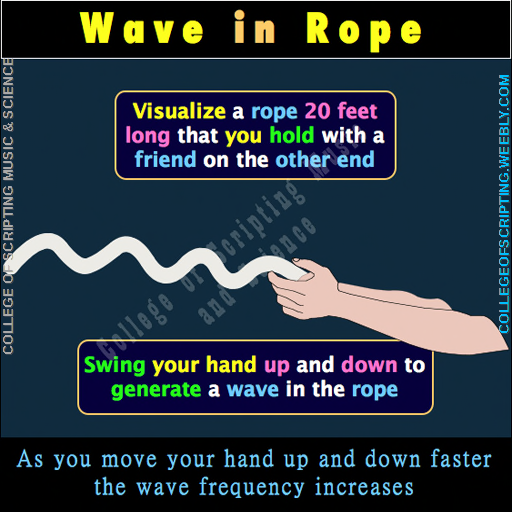 Wave in Rope
COLLEGE OF SCRIPTING MUSIC & SCIENCE
COLLEGEOFSCRIPTING.WEEBLY.COM
Visualize a rope 20 feet
long that you hold with a
friend on the other end
College of Scripting Music
and Science
Swing your hand up and down to
generate a wave in the rope
As you move your hand up and down faster
the wave frequency increases